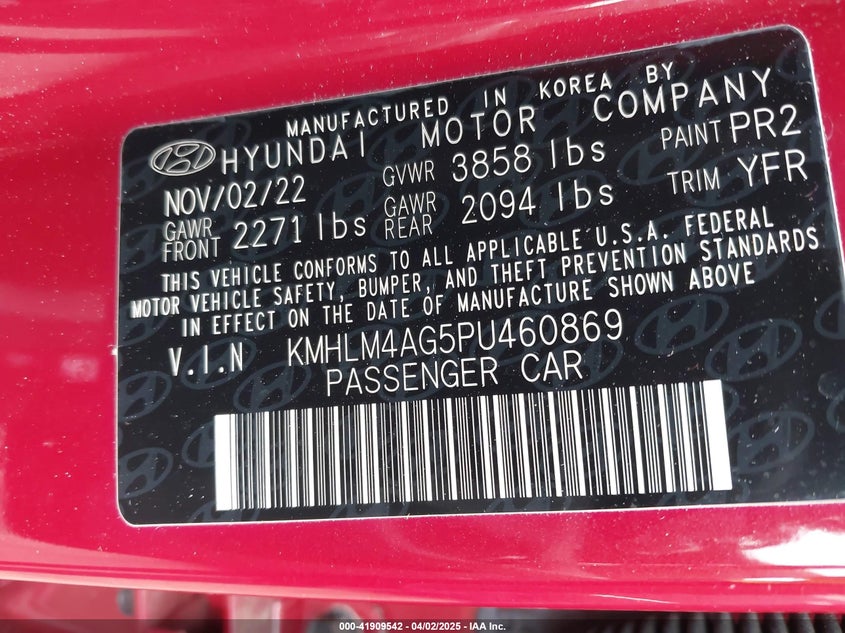 MANUFACTURED IN KOREA BY
HYUNDAI MOTOR COMPANY
NOV/02/22 GVWR 3858 lbs PAINT PR2
GAWR FRONT 2271 lbs GAWR REAR 2094 lbs TRIM YFR
THIS VEHICLE CONFORMS TO ALL APPLICABLE U.S.A. FEDERAL
MOTOR VEHICLE SAFETY, BUMPER, AND THEFT PREVENTION STANDARDS
IN EFFECT ON THE DATE OF MANUFACTURE SHOWN ABOVE
V.I.N KMHLM4AG5PU460869
PASSENGER CAR
000-41909542 - 04/02/2025 - IAA Inc.